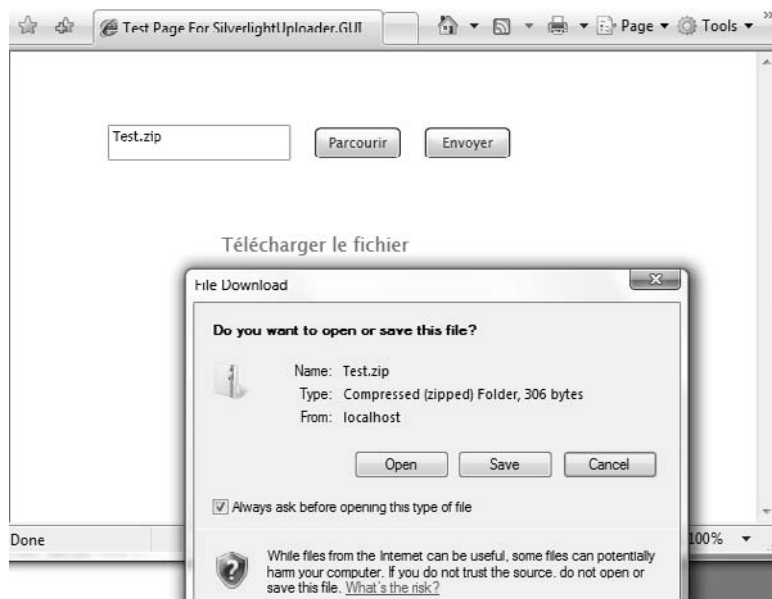 Test Page For SilverlightUploader.GUI
Page
Tools
»
Test.zip
Parcourir
Envoyer
Télécharger le fichier
File Download
Do you want to open or save this file?
Name: Test.zip
Type: Compressed (zipped) Folder, 306 bytes
From: localhost
Open
Save
Cancel
Always ask before opening this type of file
Done
100%
While files from the Internet can be useful, some files can potentially
harm your computer. If you do not trust the source, do not open or
save this file. What's the risk?